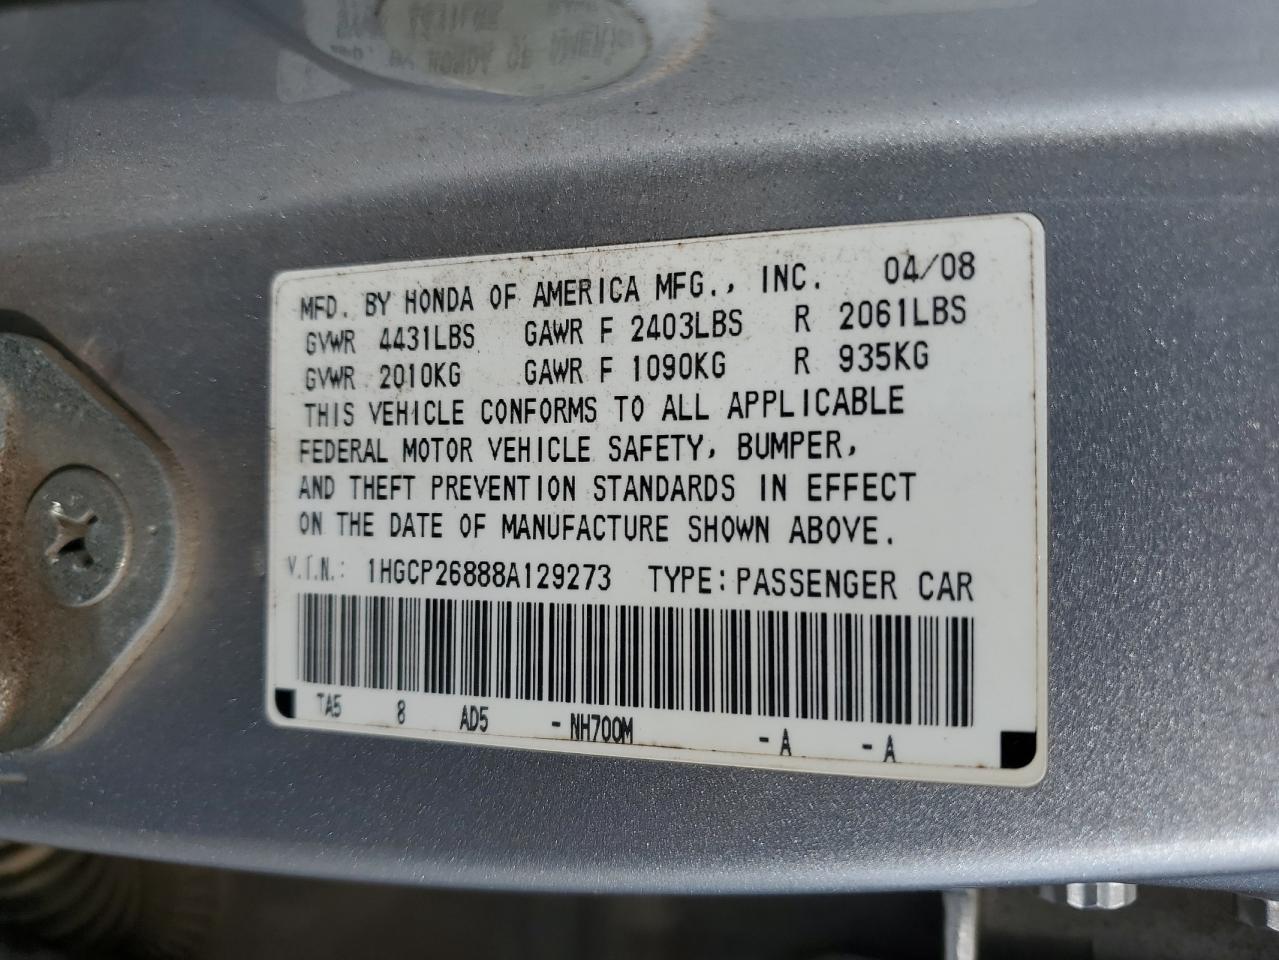 MFD. BY HONDA OF AMERICA MFG., INC. 04/08
GVWR 4431LBS GAWR F 2403LBS R 2061LBS
GVWR 2010KG GAWR F 1090KG R 935KG
THIS VEHICLE CONFORMS TO ALL APPLICABLE
FEDERAL MOTOR VEHICLE SAFETY, BUMPER,
AND THEFT PREVENTION STANDARDS IN EFFECT
ON THE DATE OF MANUFACTURE SHOWN ABOVE.
V.I.N.: 1HGCP26888A129273 TYPE: PASSENGER CAR
TA5 8 AD5 -NH700M -A -A